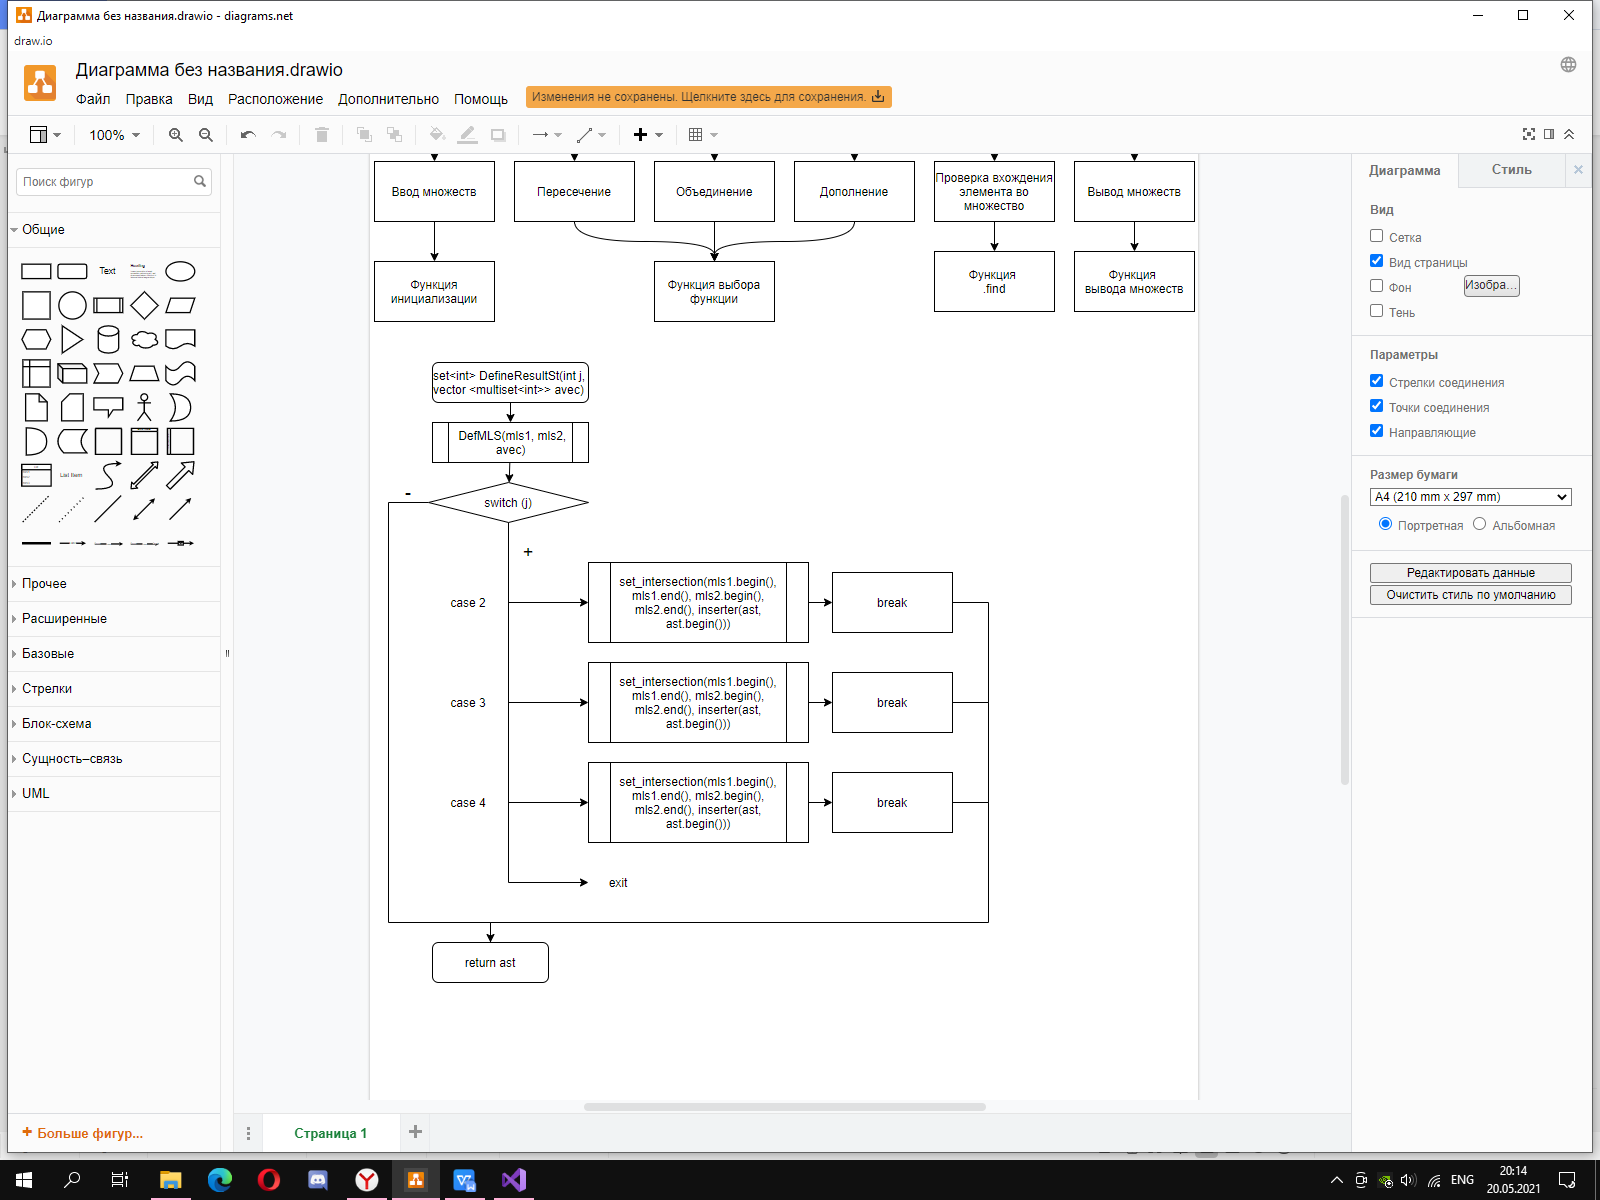 Диаграмма без названия.drawio - diagrams.net
draw.io
Диаграмма без названия.drawio
Файл Правка Вид Расположение Дополнительно Помощь
Изменения не сохранены. Щелкните здесь для сохранения.
100%
Поиск фигур
Общие
Text
List Item
Прочее
Расширенные
Базовые
Стрелки
Блок-схема
Сущность–связь
UML
+ Больше фигур...
Ввод множеств
Пересечение
Объединение
Дополнение
Проверка вхождения
элемента во
множество
Вывод множеств
Функция
инициализации
Функция выбора
функции
Функция
.find
Функция
вывода множеств
set<int> DefineResultSt(int j,
vector <multiset<int>> avec)
DefMLS(mls1, mls2,
avec)
-
switch (j)
+
case 2
set_intersection(mls1.begin(),
mls1.end(), mls2.begin(),
mls2.end(), inserter(ast,
ast.begin()))
break
case 3
set_intersection(mls1.begin(),
mls1.end(), mls2.begin(),
mls2.end(), inserter(ast,
ast.begin()))
break
case 4
set_intersection(mls1.begin(),
mls1.end(), mls2.begin(),
mls2.end(), inserter(ast,
ast.begin()))
break
exit
return ast
Страница 1
Диаграмма
Стиль
Вид
Сетка
Вид страницы
Фон
Изобра...
Тень
Параметры
Стрелки соединения
Точки соединения
Направляющие
Размер бумаги
A4 (210 mm x 297 mm)
Портретная Альбомная
Редактировать данные
Очистить стиль по умолчанию
ENG
20:14
20.05.2021